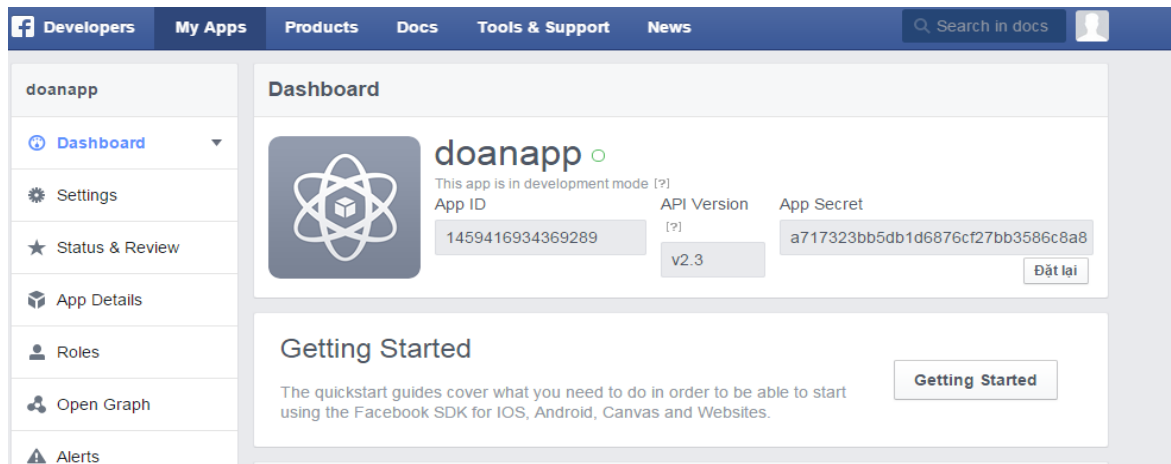 Developers My Apps Products Docs Tools & Support News Search in docs
doanapp
Dashboard
Settings
Status & Review
App Details
Roles
Open Graph
Alerts
Dashboard
doanapp
This app is in development mode [?]
App ID
1459416934369289
API Version
[?]
v2.3
App Secret
a717323bb5db1d6876cf27bb3586c8a8
Đặt lại
Getting Started
The quickstart guides cover what you need to do in order to be able to start
using the Facebook SDK for IOS, Android, Canvas and Websites.
Getting Started